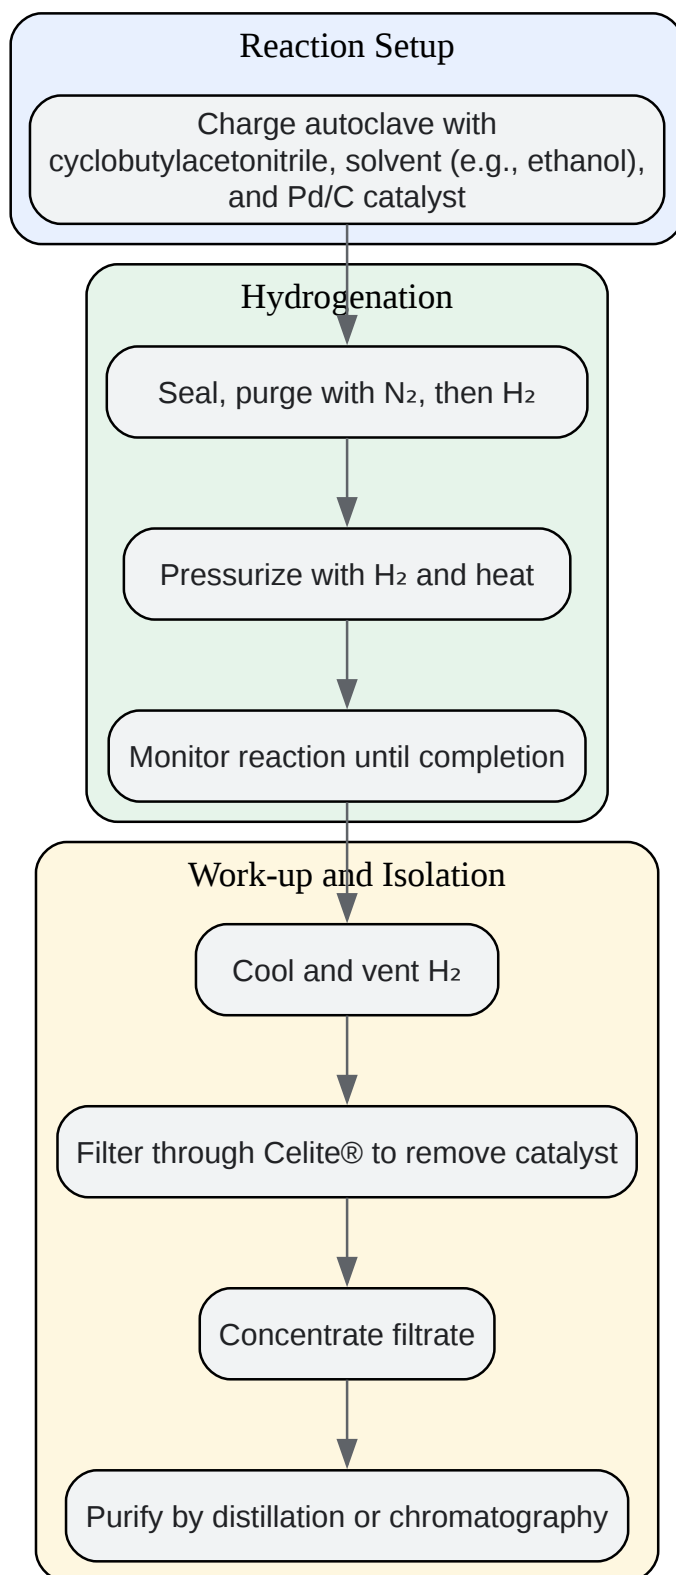 Reaction Setup
Charge autoclave with
cyclobutylacetonitrile, solvent (e.g., ethanol),
and Pd/C catalyst
Hydrogenation
Seal, purge with N₂, then H₂
Pressurize with H₂ and heat
Monitor reaction until completion
Work-up and Isolation
Cool and vent H₂
Filter through Celite® to remove catalyst
Concentrate filtrate
Purify by distillation or chromatography